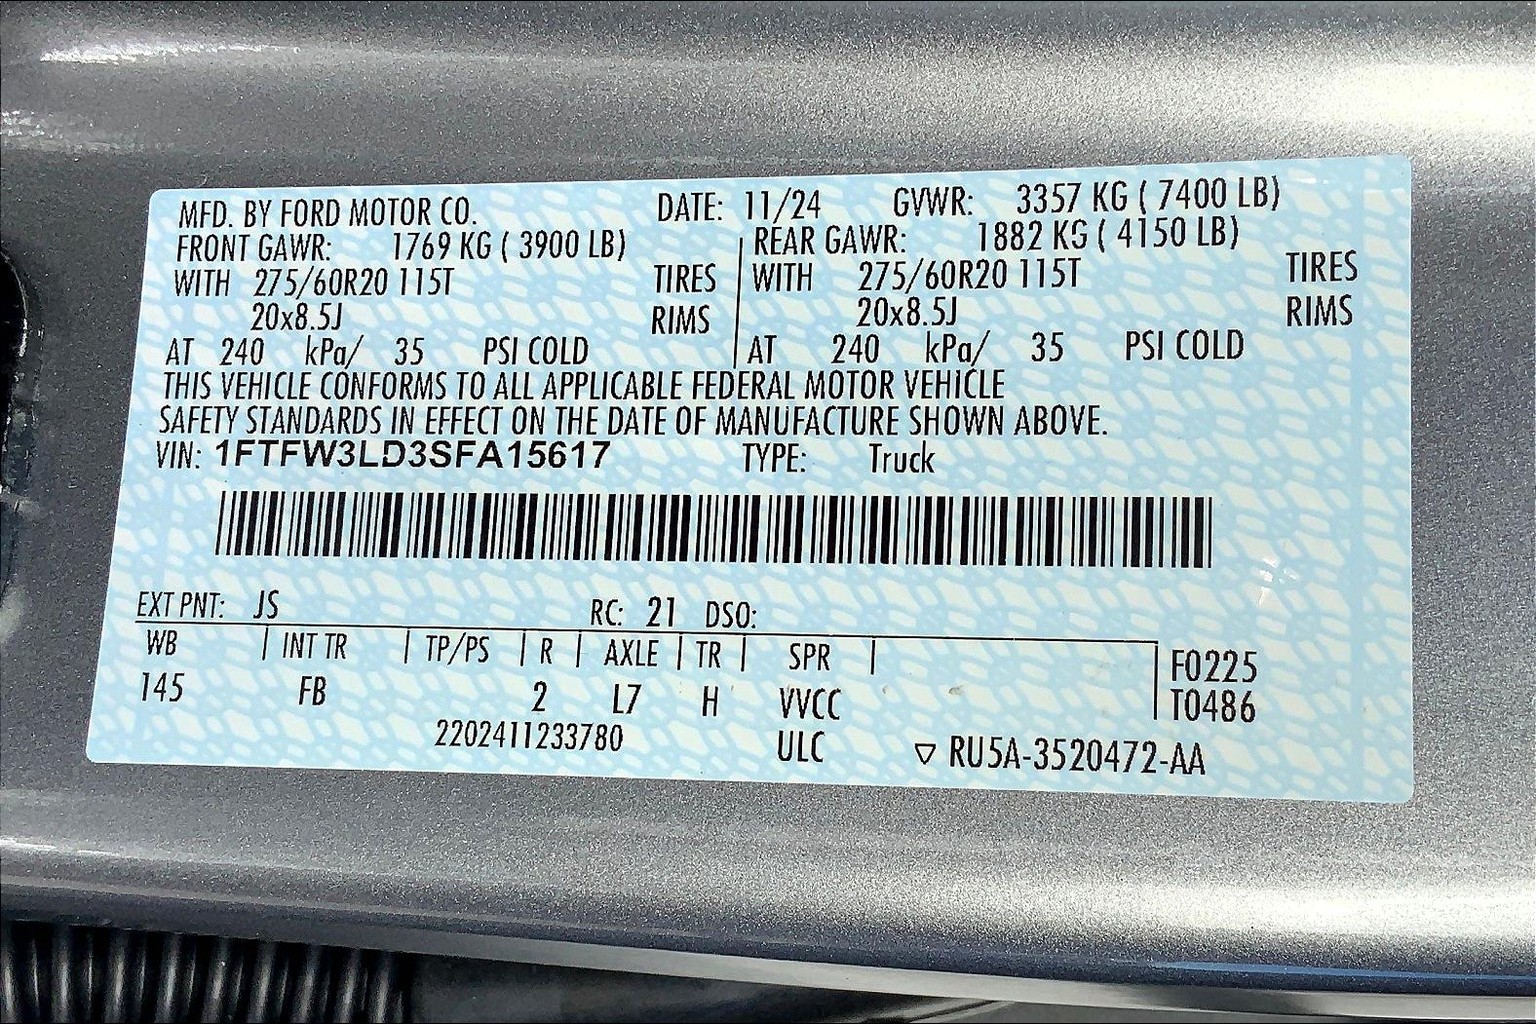 MFD. BY FORD MOTOR CO. DATE: 11/24 GVWR: 3357 KG ( 7400 LB)
FRONT GAWR: 1769 KG ( 3900 LB) REAR GAWR: 1882 KG ( 4150 LB)
WITH 275/60R20 115T TIRES WITH 275/60R20 115T TIRES
20x8.5J RIMS 20x8.5J RIMS
AT 240 kPa/ 35 PSI COLD AT 240 kPa/ 35 PSI COLD
THIS VEHICLE CONFORMS TO ALL APPLICABLE FEDERAL MOTOR VEHICLE
SAFETY STANDARDS IN EFFECT ON THE DATE OF MANUFACTURE SHOWN ABOVE.
VIN: 1FTFW3LD3SFA15617 TYPE: Truck
EXT PNT: JS RC: 21 DSO:
WB INT TR TP/PS R AXLE TR SPR F0225
145 FB 2 L7 H VVCC T0486
2202411233780 ULC ▽ RU5A-3520472-AA